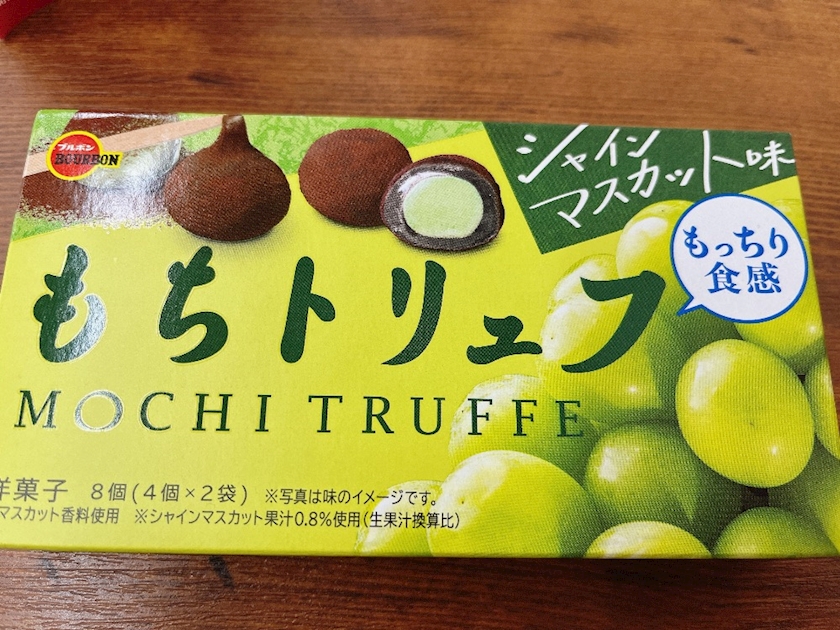 ブルボン
BOURBON
シャイン
マスカット味
もっちり
食感
もちトリュフ
MOCHI TRUFFE
洋菓子 8個(4個×2袋) ※写真は味のイメージです。
マスカット香料使用 ※シャインマスカット果汁0.8%使用(生果汁換算比)